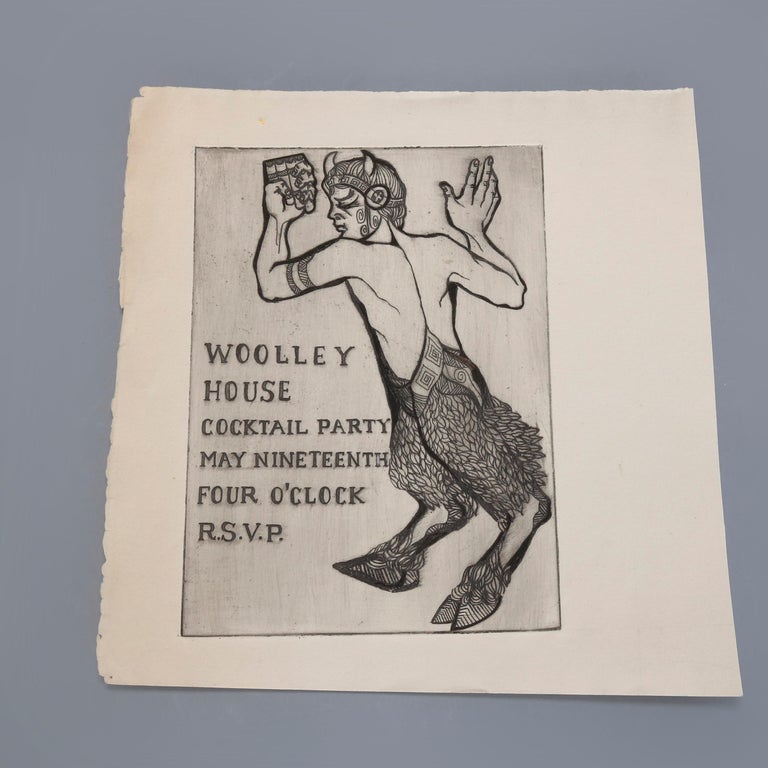 WOOLLEY
HOUSE
COCKTAIL PARTY
MAY NINETEENTH
FOUR O'CLOCK
R.S.V.P.